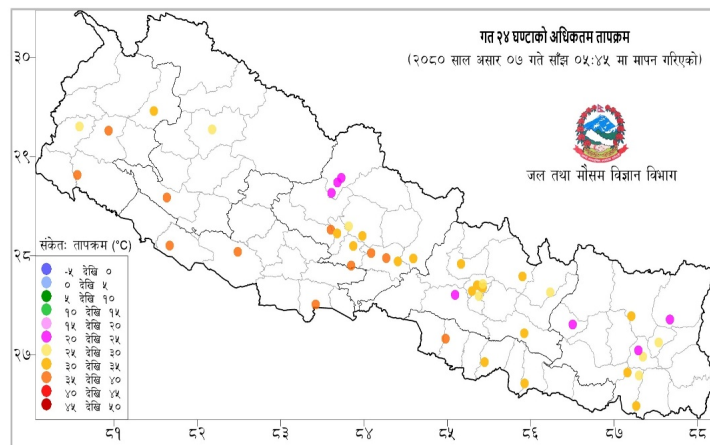 गत २४ घण्टाको अधिकतम तापक्रम
(२०८० साल असार ०७ गते साँझ ०५:४५ मा मापन गरिएको)
जल तथा मौसम विज्ञान विभाग
३०
२९
२८
२७
संकेतः तापक्रम (°C)
-५ देखि ०
० देखि ५
५ देखि १०
१० देखि १५
१५ देखि २०
२० देखि २५
२५ देखि ३०
३० देखि ३५
३५ देखि ४०
४० देखि ४५
४५ देखि ५०
८१ ८२ ८३ ८४ ८५ ८६ ८७ ८८